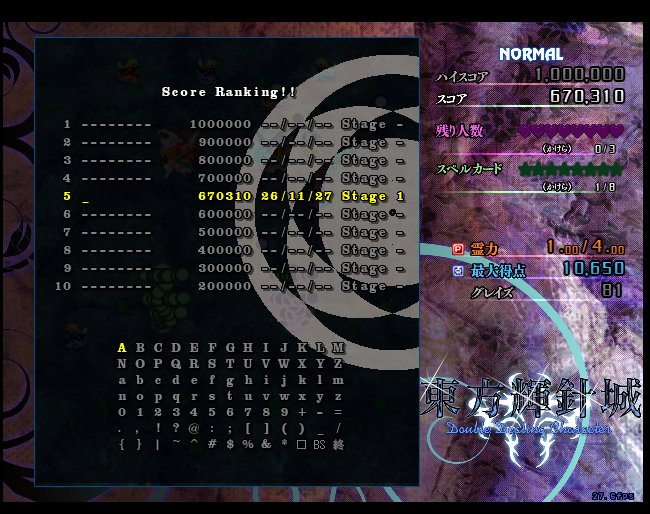 Score Ranking!!
1 --------- 1000000 --/--/-- Stage -
2 --------- 900000 --/--/-- Stage -
3 --------- 800000 --/--/-- Stage -
4 --------- 700000 --/--/-- Stage -
5 _ 670310 26/11/27 Stage 1
6 --------- 600000 --/--/-- Stage -
7 --------- 500000 --/--/-- Stage -
8 --------- 400000 --/--/-- Stage -
9 --------- 300000 --/--/-- Stage -
10 --------- 200000 --/--/-- Stage -
A B C D E F G H I J K L M
N O P Q R S T U V W X Y Z
a b c d e f g h i j k l m
n o p q r s t u v w x y z
0 1 2 3 4 5 6 7 8 9 + - =
. , ! ? @ : ; [ ] ( ) _ /
{ } | ~ ^ # $ % & * □ BS 終
NORMAL
ハイスコア 1,000,000
スコア 670,310
残り人数
(かけら) 0/3
スペルカード
(かけら) 1/8
P 霊力 1.00/4.00
最大得点 10,650
グレイズ 81
東方輝針城
Double Dealing Character
27.6fps